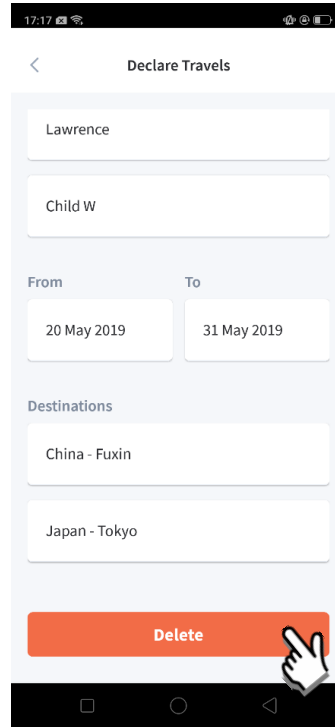 17:17
Declare Travels
Lawrence
Child W
From To
20 May 2019 31 May 2019
Destinations
China - Fuxin
Japan - Tokyo
Delete